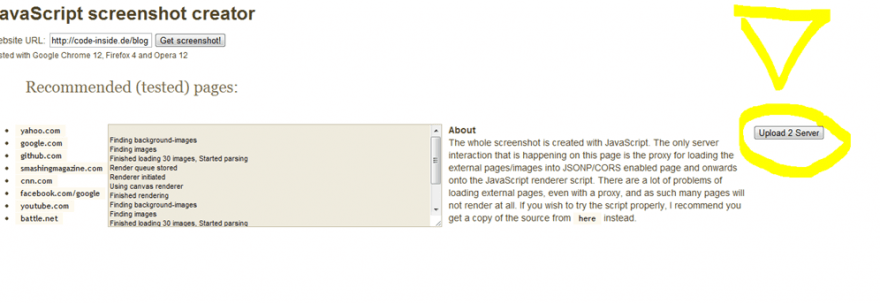 avaScript screenshot creator
ebsite URL: http://code-inside.de/blog Get screenshot!
sted with Google Chrome 12, Firefox 4 and Opera 12
Recommended (tested) pages:
yahoo.com
google.com
github.com
smashingmagazine.com
cnn.com
facebook.com/google
youtube.com
battle.net
Finding background-images
Finding images
Finished loading 30 images, Started parsing
Render queue stored
Renderer initiated
Using canvas renderer
Finished rendering
Finding background-images
Finding images
Finished loading 30 images, Started parsing
About
The whole screenshot is created with JavaScript. The only server
interaction that is happening on this page is the proxy for loading the
external pages/images into JSONP/CORS enabled page and onwards
onto the JavaScript renderer script. There are a lot of problems of
loading external pages, even with a proxy, and as such many pages will
not render at all. If you wish to try the script properly, I recommend you
get a copy of the source from here instead.
Upload 2 Server